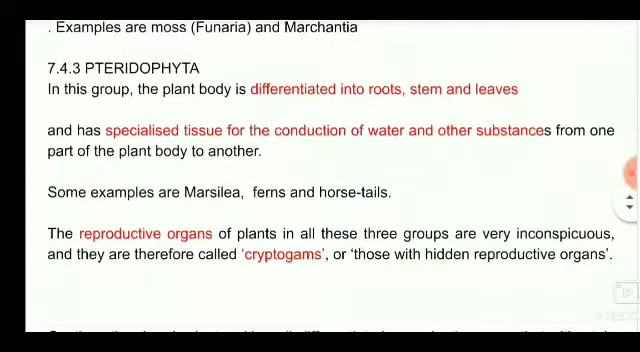 . Examples are moss (Funaria) and Marchantia
7.4.3 PTERIDOPHYTA
In this group, the plant body is differentiated into roots, stem and leaves
and has specialised tissue for the conduction of water and other substances from one
part of the plant body to another.
Some examples are Marsilea, ferns and horse-tails.
The reproductive organs of plants in all these three groups are very inconspicuous,
and they are therefore called 'cryptogams', or 'those with hidden reproductive organs'.